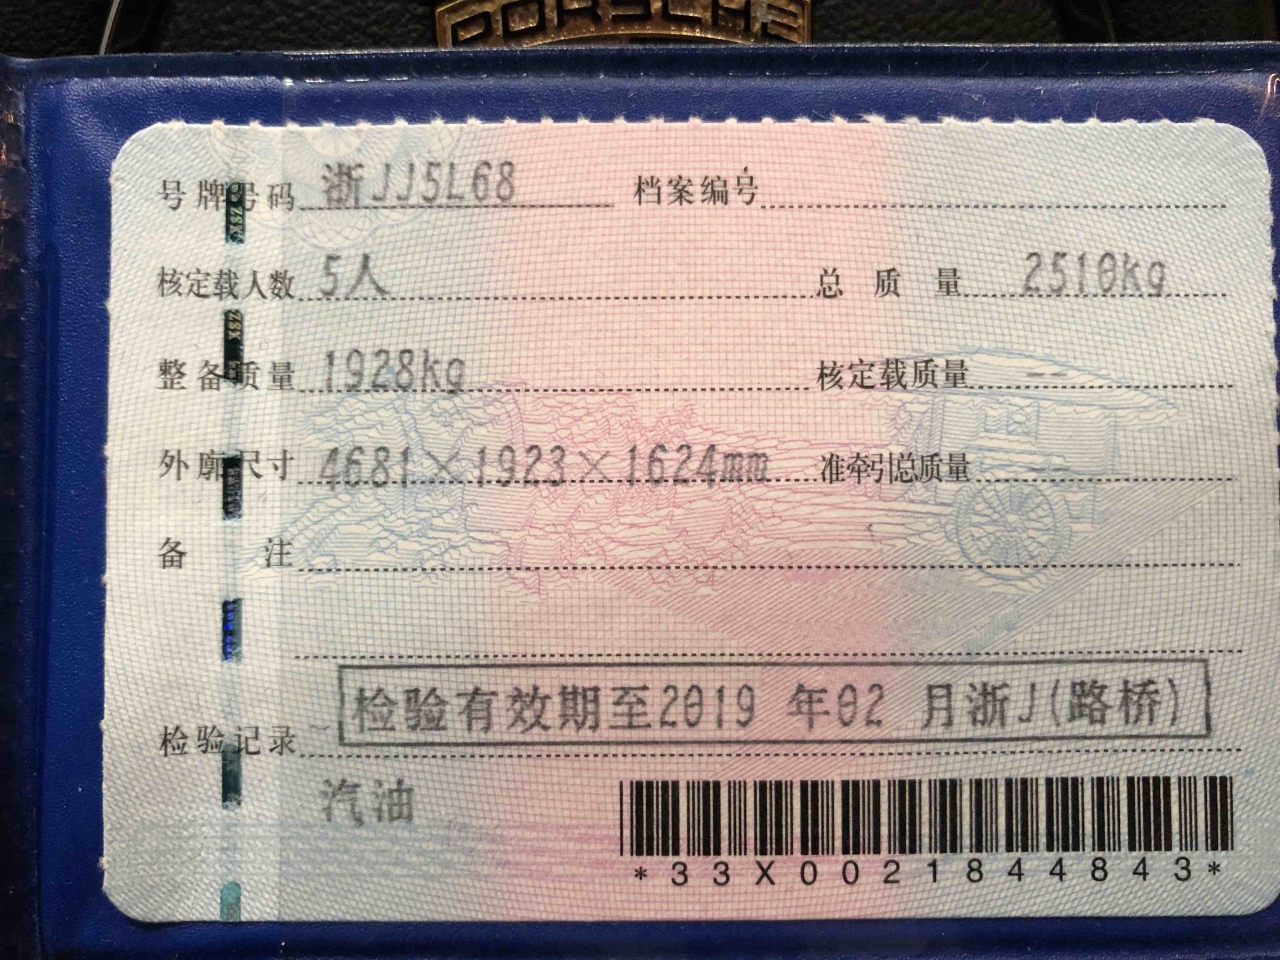 PORSCHE
号牌号码 浙JJ5L68 档案编号
核定载人数 5人 总质量 2510kg
整备质量 1928kg 核定载质量 --
外廓尺寸 4681×1923×1624mm 准牵引总质量 --
备注
检验记录 检验有效期至2019 年02 月浙J(路桥)
汽油
*33X0021844843*